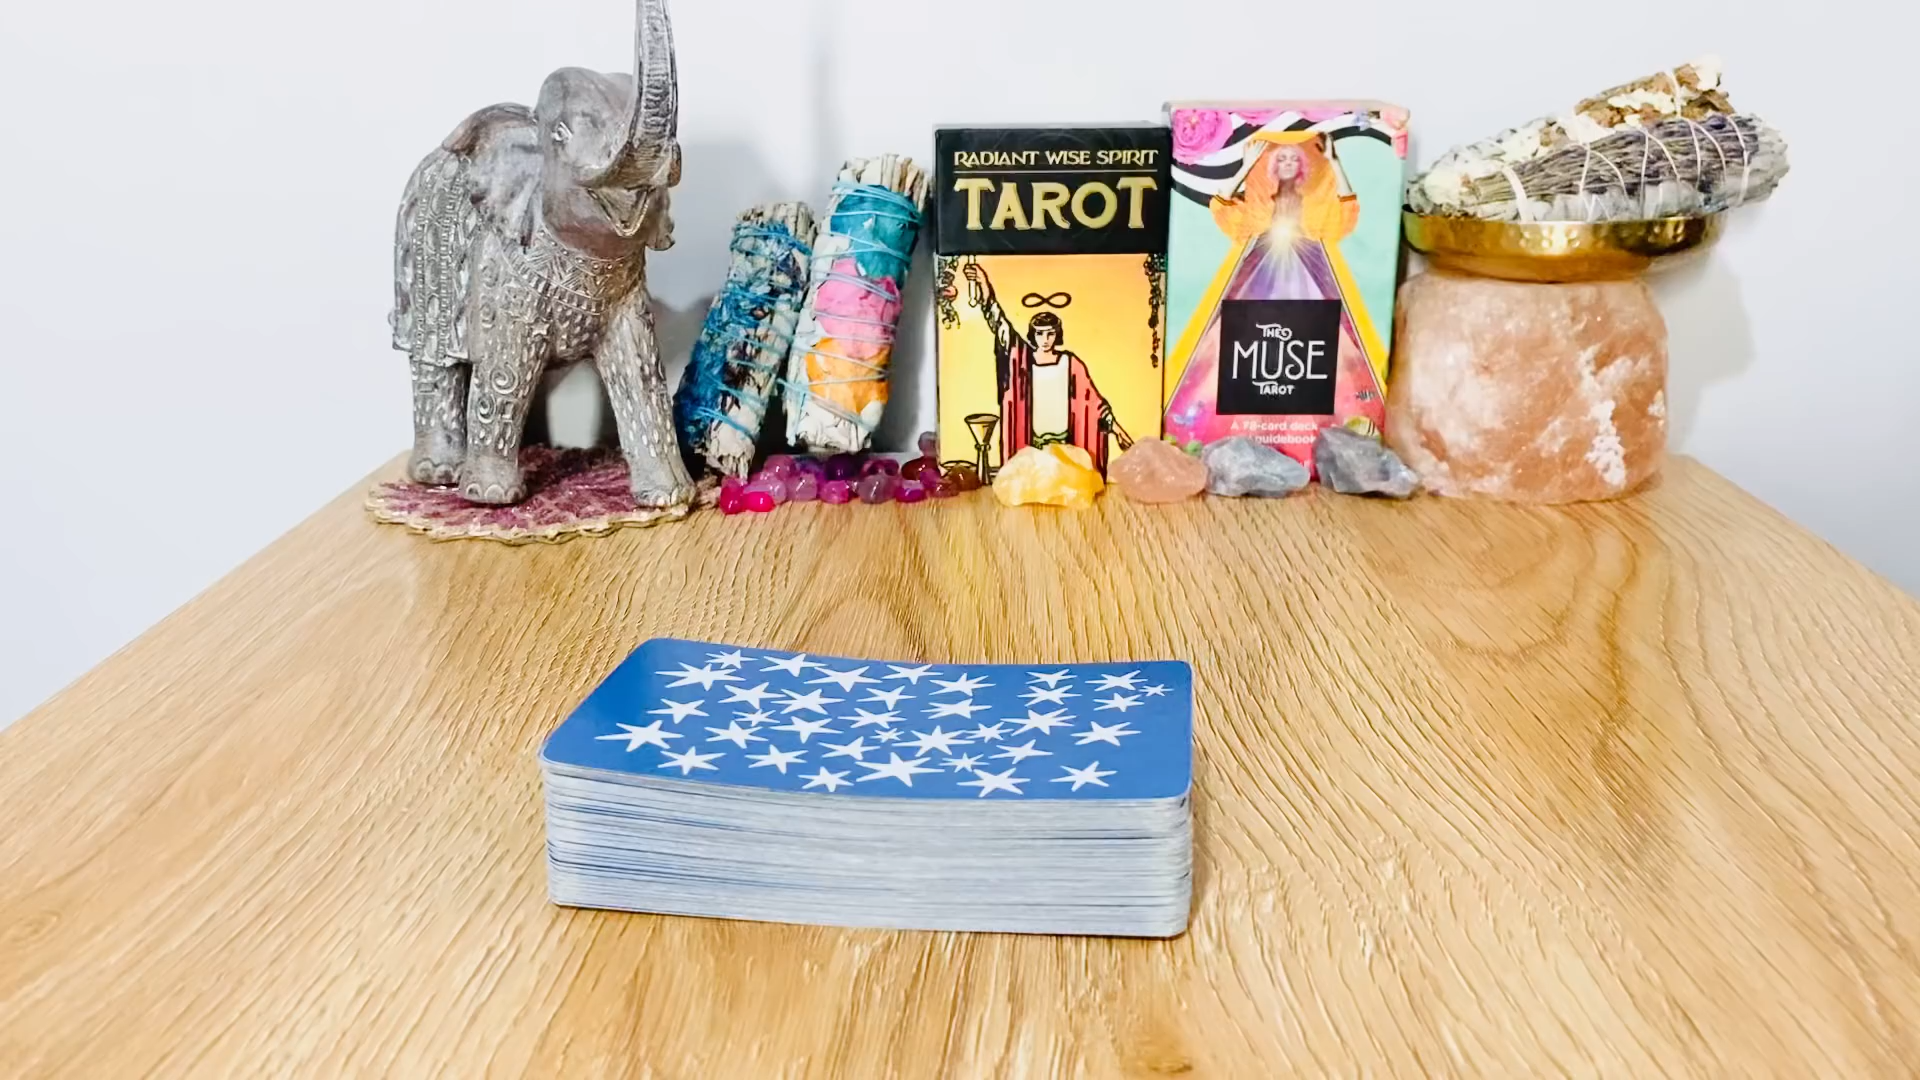 RADIANT WISE SPIRIT
TAROT
THE
MUSE
TAROT
A 78-card deck
guidebook